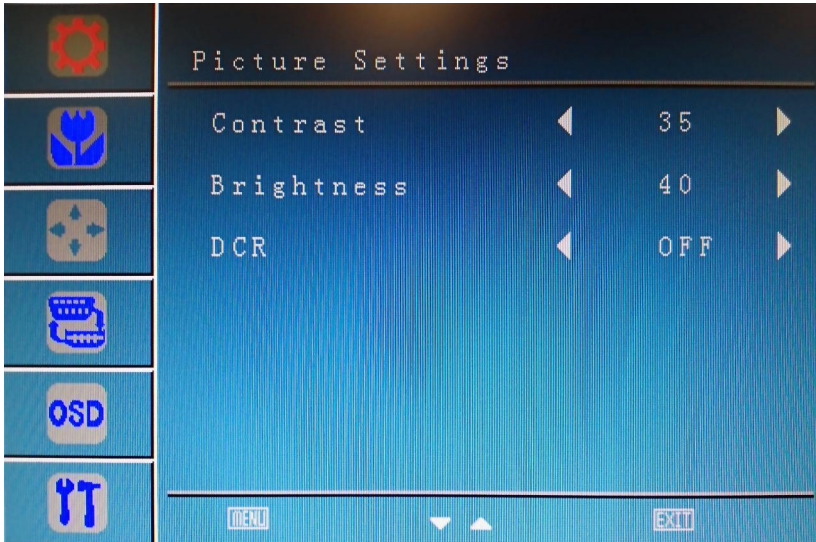 Picture Settings
Contrast 35
Brightness 40
DCR OFF
OSD
MENU EXIT